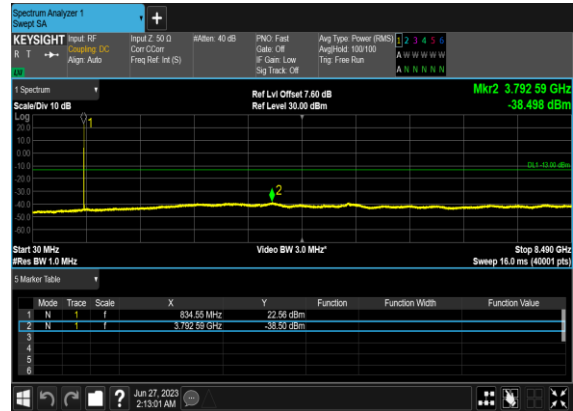 Spectrum Analyzer 1
Swept SA
+
KEYSIGHT Input: RF Input Z: 50 Ω #Atten: 40 dB PNO: Fast Avg Type: Power (RMS) 1 2 3 4 5 6
R T Coupling: DC Corr CCorr Gate: Off Avg|Hold: 100/100 A W W W W W
Align: Auto Freq Ref: Int (S) IF Gain: Low Trig: Free Run
LW Sig Track: Off A N N N N N
1 Spectrum Ref Lvl Offset 7.60 dB Mkr2 3.792 59 GHz
Scale/Div 10 dB Ref Level 30.00 dBm -38.498 dBm
Log
1
20.0
10.0
0.00
-10.0
DL1 -13.00 dBm
-20.0
-30.0
2
-40.0
-50.0
-60.0
Start 30 MHz Video BW 3.0 MHz* Stop 8.490 GHz
#Res BW 1.0 MHz Sweep 16.0 ms (40001 pts)
5 Marker Table
Mode Trace Scale X Y Function Function Width Function Value
1 N 1 f 834.55 MHz 22.56 dBm
2 N 1 f 3.792 59 GHz -38.50 dBm
3
4
5
6
? Jun 27, 2023
2:13:01 AM